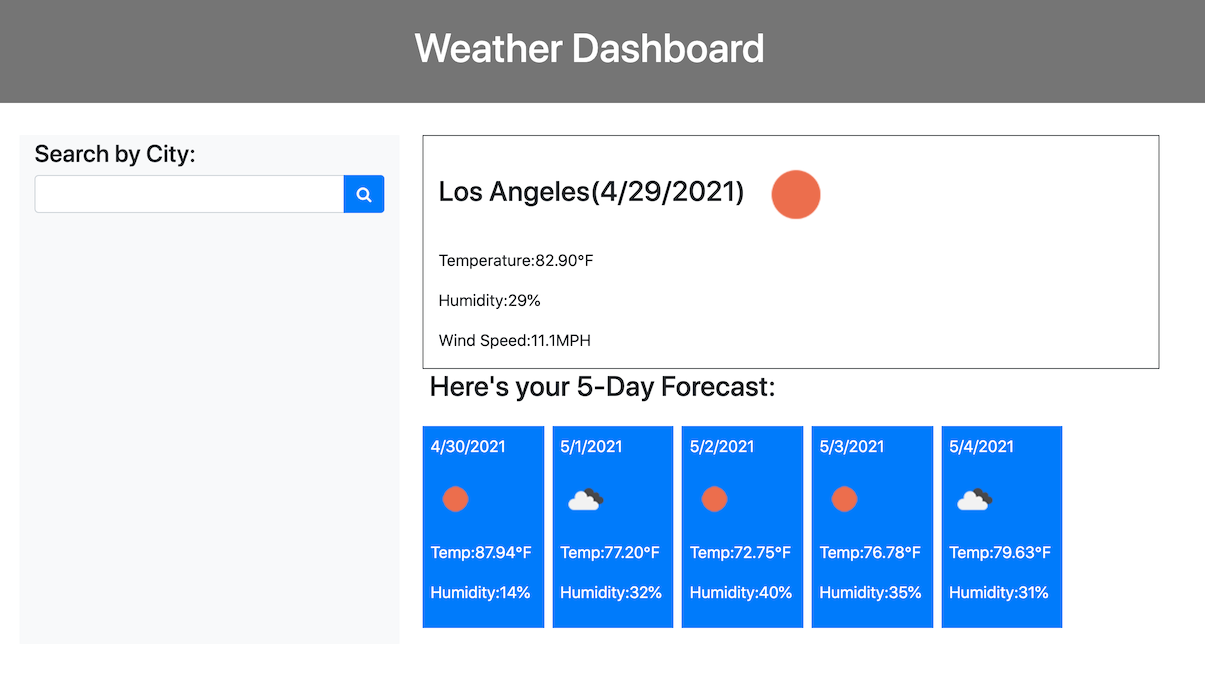 Weather Dashboard
Search by City:
Los Angeles(4/29/2021)
Temperature:82.90°F
Humidity:29%
Wind Speed:11.1MPH
Here's your 5-Day Forecast:
4/30/2021
Temp:87.94°F
Humidity:14%
5/1/2021
Temp:77.20°F
Humidity:32%
5/2/2021
Temp:72.75°F
Humidity:40%
5/3/2021
Temp:76.78°F
Humidity:35%
5/4/2021
Temp:79.63°F
Humidity:31%